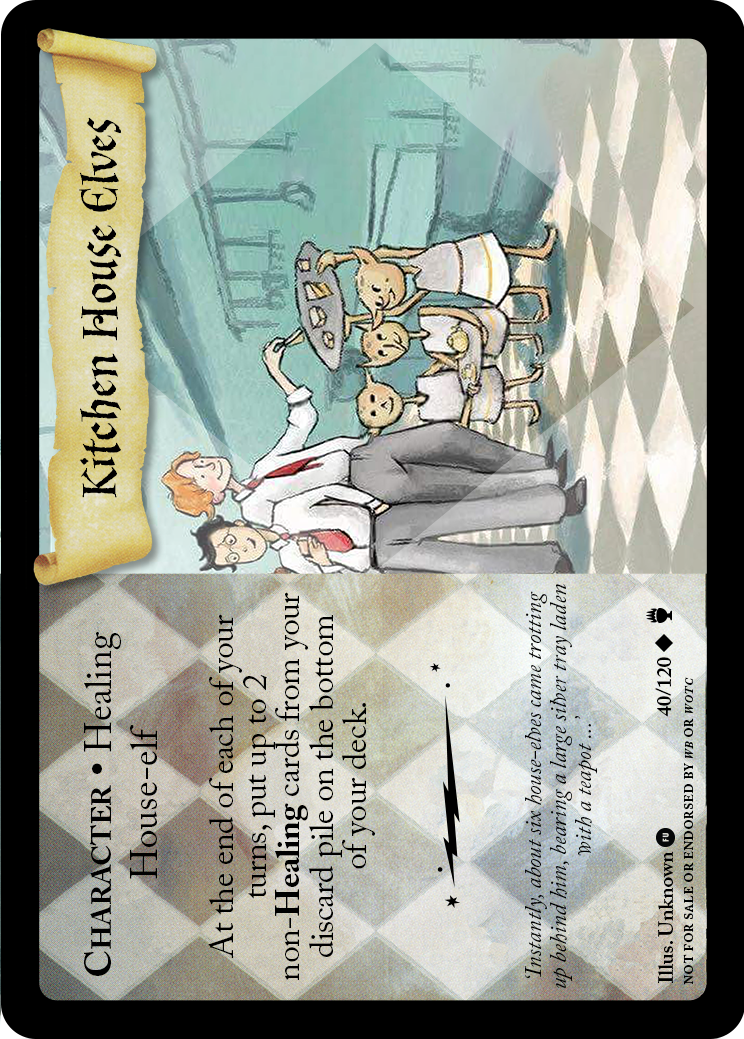 Kitchen House Elves
CHARACTER • Healing
House-elf
At the end of each of your
turns, put up to 2
non-Healing cards from your
discard pile on the bottom
of your deck.
'Instantly, about six house-elves came trotting
up behind him, bearing a large silver tray laden
with a teapot ...'
Illus. Unknown FU
40/120
NOT FOR SALE OR ENDORSED BY WB OR WOTC